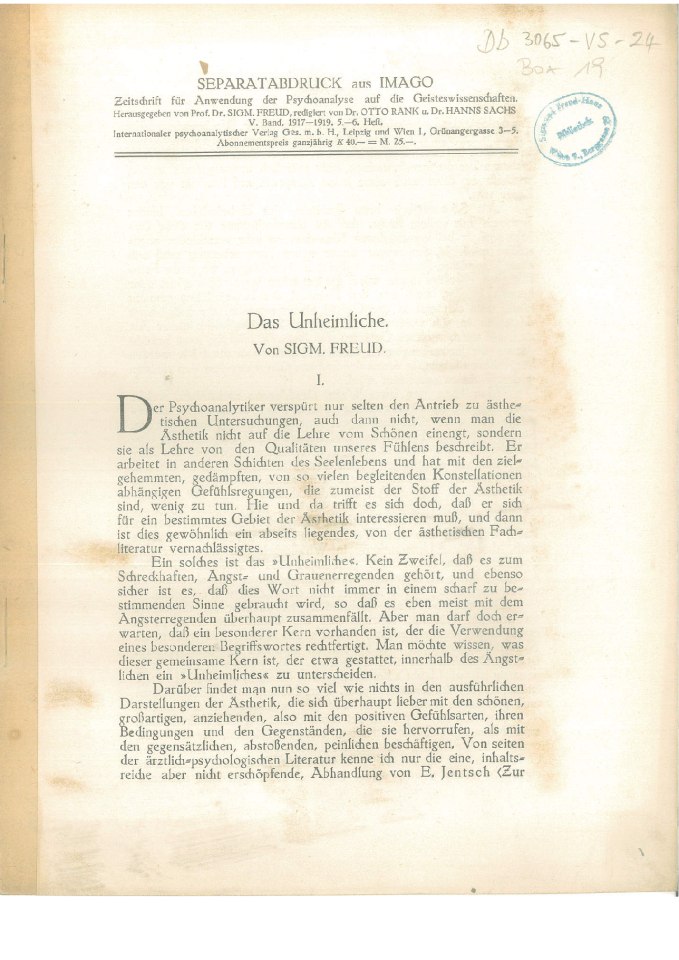 Db 3065-VS-24
BOX 19
SEPARATABDRUCK aus IMAGO
Zeitschrift für Anwendung der Psychoanalyse auf die Geisteswissenschaften.
Herausgegeben von Prof. Dr. SIGM. FREUD, redigiert von Dr. OTTO RANK u. Dr. HANNS SACHS
V. Band. 1917—1919. 5.—6. Heft.
Internationaler psychoanalytischer Verlag Ges. m. b. H., Leipzig und Wien I., Grünangergasse 3—5.
Abonnementspreis ganzjährig K 40.— = M. 25.—.
Sigmund Freud-Haus
Bibliothek
Wien 9., Berggasse 19
Das Unheimliche.
Von SIGM. FREUD.
I.
Der Psychoanalytiker verspürt nur selten den Antrieb zu ästhe-
tischen Untersuchungen, auch dann nicht, wenn man die
Ästhetik nicht auf die Lehre vom Schönen einengt, sondern
sie als Lehre von den Qualitäten unseres Fühlens beschreibt. Er
arbeitet in anderen Schichten des Seelenlebens und hat mit den ziel-
gehemmten, gedämpften, von so vielen begleitenden Konstellationen
abhängigen Gefühlsregungen, die zumeist der Stoff der Ästhetik
sind, wenig zu tun. Hie und da trifft es sich doch, daß er sich
für ein bestimmtes Gebiet der Ästhetik interessieren muß, und dann
ist dies gewöhnlich ein abseits liegendes, von der ästhetischen Fach-
literatur vernachlässigtes.
Ein solches ist das »Unheimliche«. Kein Zweifel, daß es zum
Schreckhaften, Angst- und Grauenerregenden gehört, und ebenso
sicher ist es, daß dies Wort nicht immer in einem scharf zu be-
stimmenden Sinne gebraucht wird, so daß es eben meist mit dem
Angsterregenden überhaupt zusammenfällt. Aber man darf doch er-
warten, daß ein besonderer Kern vorhanden ist, der die Verwendung
eines besonderen Begriffswortes rechtfertigt. Man möchte wissen, was
dieser gemeinsame Kern ist, der etwa gestattet, innerhalb des Ängst-
lichen ein »Unheimliches« zu unterscheiden.
Darüber findet man nun so viel wie nichts in den ausführlichen
Darstellungen der Ästhetik, die sich überhaupt lieber mit den schönen,
großartigen, anziehenden, also mit den positiven Gefühlsarten, ihren
Bedingungen und den Gegenständen, die sie hervorrufen, als mit
den gegensätzlichen, abstoßenden, peinlichen beschäftigen. Von seiten
der ärztlich-psychologischen Literatur kenne ich nur die eine, inhalts-
reiche aber nicht erschöpfende, Abhandlung von E. Jentsch (Zur